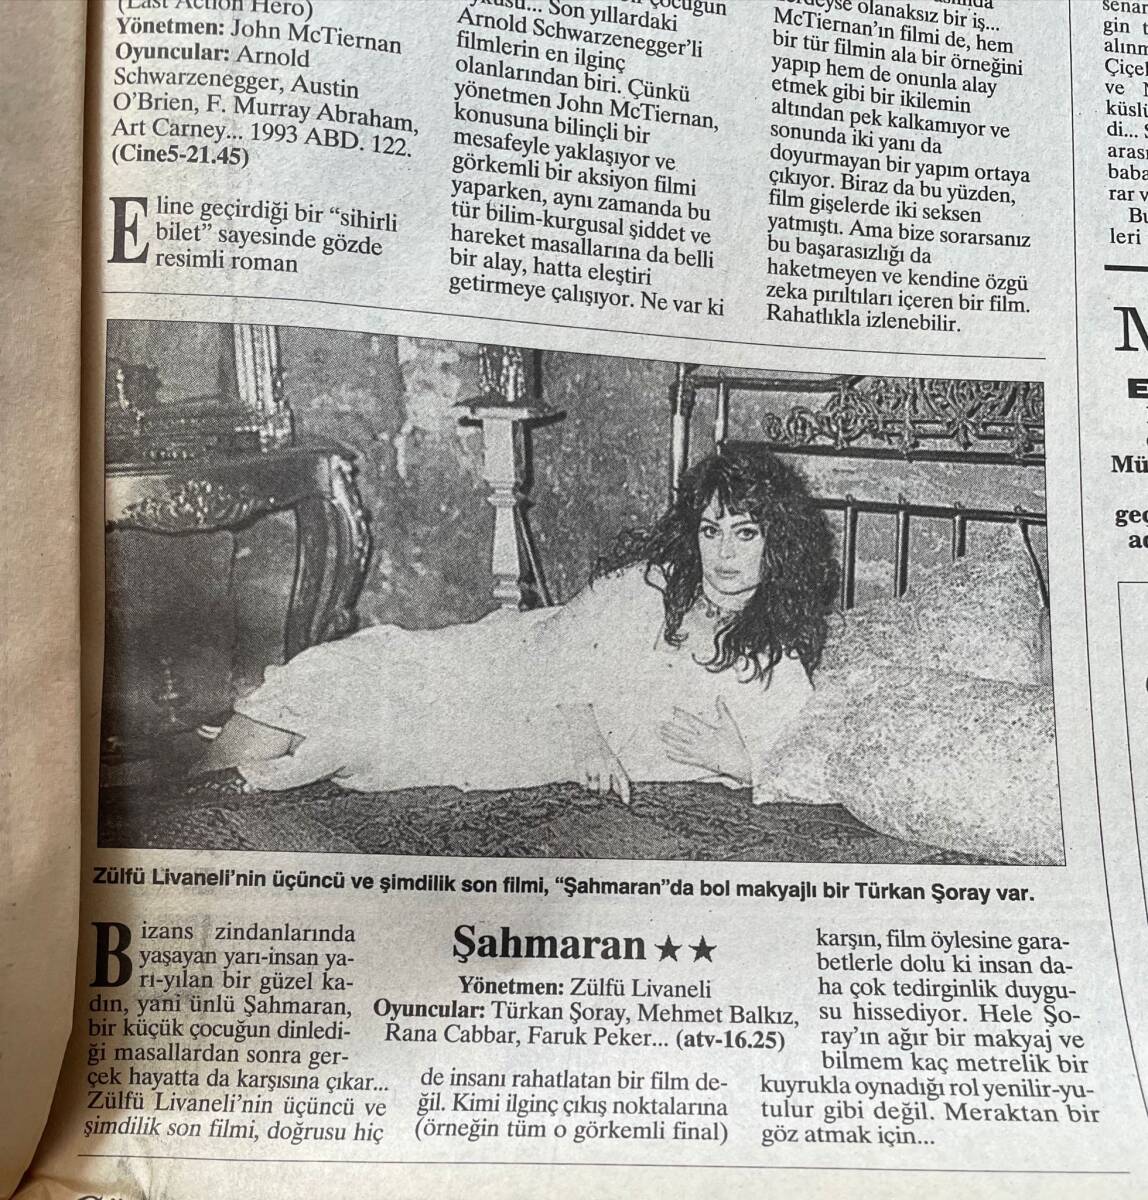 (Last Action Hero)
Yönetmen: John McTiernan
Oyuncular: Arnold
Schwarzenegger, Austin
O’Brien, F. Murray Abraham,
Art Carney... 1993 ABD. 122.
(Cine5-21.45)
Eline geçirdiği bir “sihirli
bilet” sayesinde gözde
resimli roman
Son yıllardaki
Arnold Schwarzenegger’li
filmlerin en ilginç
olanlarından biri. Çünkü
yönetmen John McTiernan,
konusuna bilinçli bir
mesafeyle yaklaşıyor ve
görkemli bir aksiyon filmi
yaparken, aynı zamanda bu
tür bilim-kurgusal şiddet ve
hareket masallarına da belli
bir alay, hatta eleştiri
getirmeye çalışıyor. Ne var ki
olanaksız bir iş...
McTiernan’ın filmi de, hem
bir tür filmin ala bir örneğini
yapıp hem de onunla alay
etmek gibi bir ikilemin
altından pek kalkamıyor ve
sonunda iki yanı da
doyurmayan bir yapım ortaya
çıkıyor. Biraz da bu yüzden,
film gişelerde iki seksen
yatmıştı. Ama bize sorarsanız
bu başarasızlığı da
haketmeyen ve kendine özgü
zeka pırıltıları içeren bir film.
Rahatlıkla izlenebilir.
Zülfü Livaneli’nin üçüncü ve şimdilik son filmi, “Şahmaran”da bol makyajlı bir Türkan Şoray var.
Şahmaran ★★
Yönetmen: Zülfü Livaneli
Oyuncular: Türkan Şoray, Mehmet Balkız,
Rana Cabbar, Faruk Peker... (atv-16.25)
Bizans zindanlarında
yaşayan yarı-insan ya-
rı-yılan bir güzel ka-
dın, yani ünlü Şahmaran,
bir küçük çocuğun dinledi-
ği masallardan sonra ger-
çek hayatta da karşısına çıkar...
Zülfü Livaneli’nin üçüncü ve
şimdilik son filmi, doğrusu hiç
de insanı rahatlatan bir film de-
ğil. Kimi ilginç çıkış noktalarına
(örneğin tüm o görkemli final)
karşın, film öylesine gara-
betlerle dolu ki insan da-
ha çok tedirginlik duygu-
su hissediyor. Hele Şo-
ray’ın ağır bir makyaj ve
bilmem kaç metrelik bir
kuyrukla oynadığı rol yenilir-yu-
tulur gibi değil. Meraktan bir
göz atmak için...